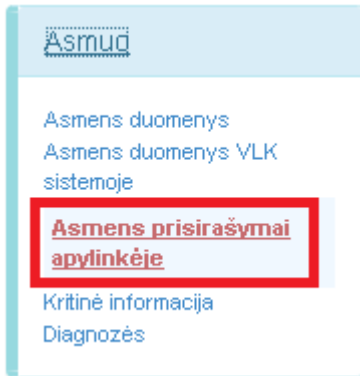 Asmuo
Asmens duomenys
Asmens duomenys VLK
sistemoje
Asmens prisirašymai
apylinkėje
Kritinė informacija
Diagnozės